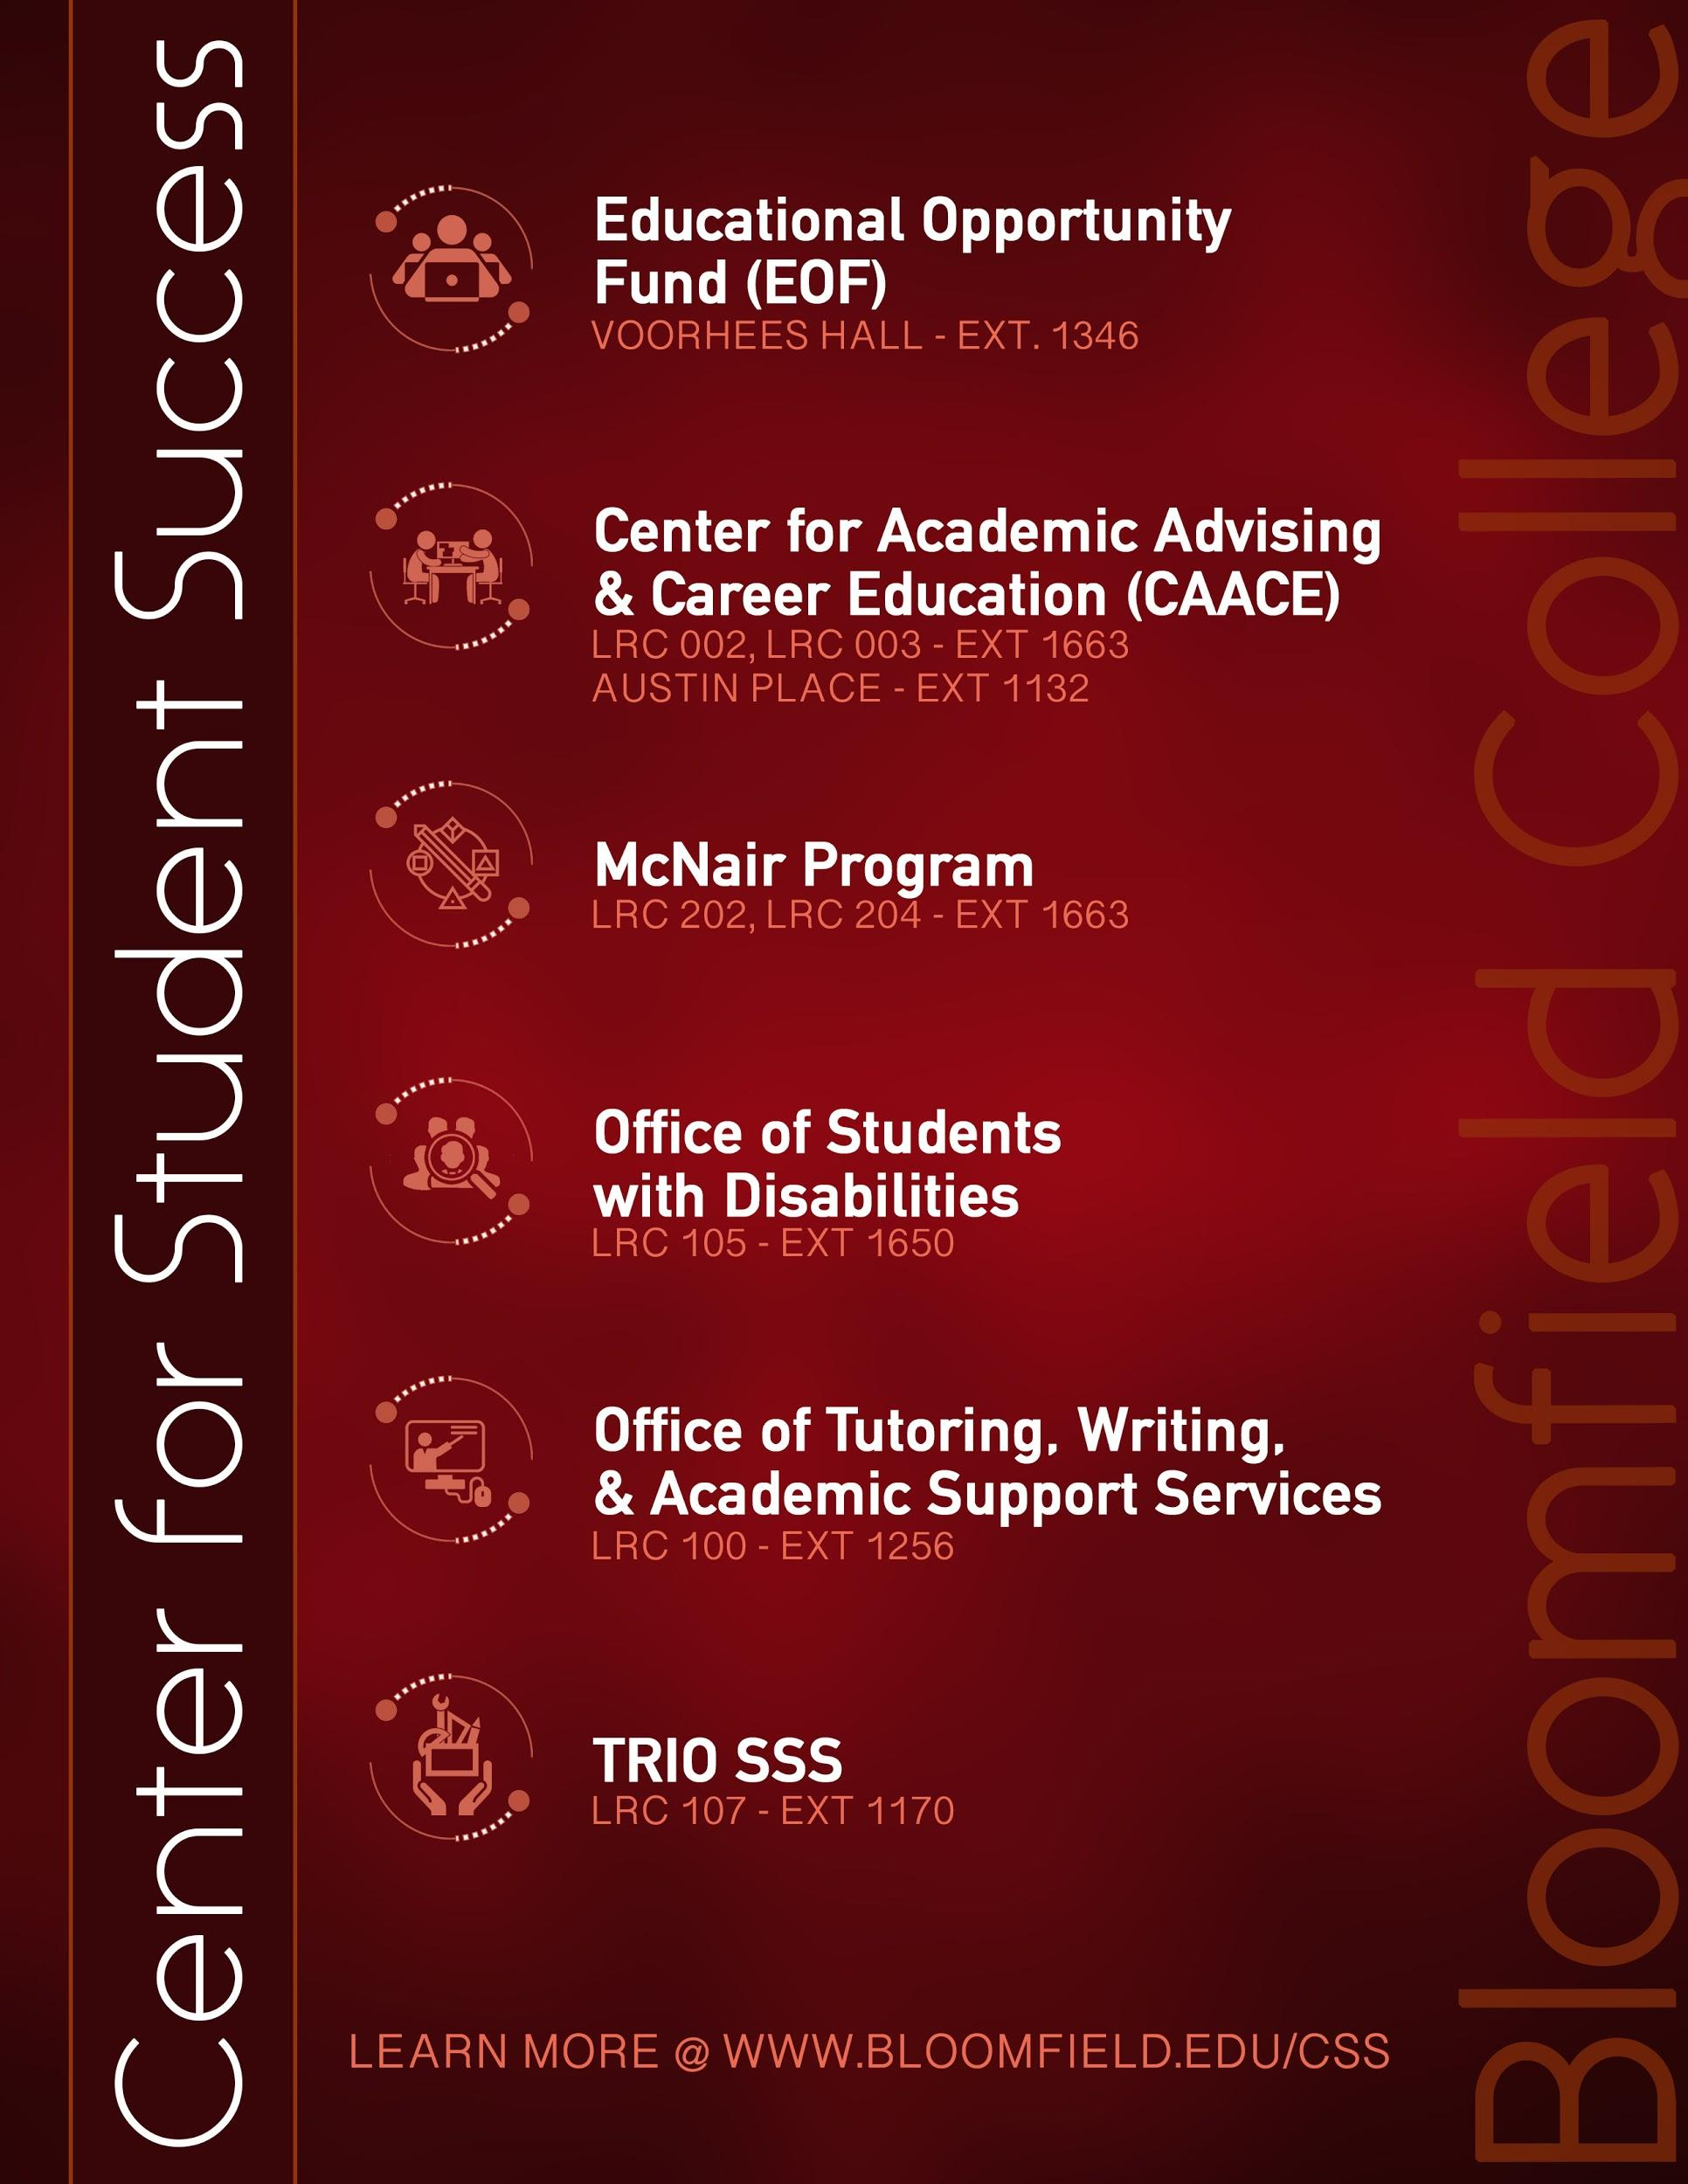 Center for Student Success
Educational Opportunity
Fund (EOF)
VOORHEES HALL - EXT. 1346
Center for Academic Advising
& Career Education (CAACE)
LRC 002, LRC 003 - EXT 1663
AUSTIN PLACE - EXT 1132
McNair Program
LRC 202, LRC 204 - EXT 1663
Office of Students
with Disabilities
LRC 105 - EXT 1650
Office of Tutoring, Writing,
& Academic Support Services
LRC 100 - EXT 1256
TRIO SSS
LRC 107 - EXT 1170
LEARN MORE @ WWW.BLOOMFIELD.EDU/CSS
Bloomfield College